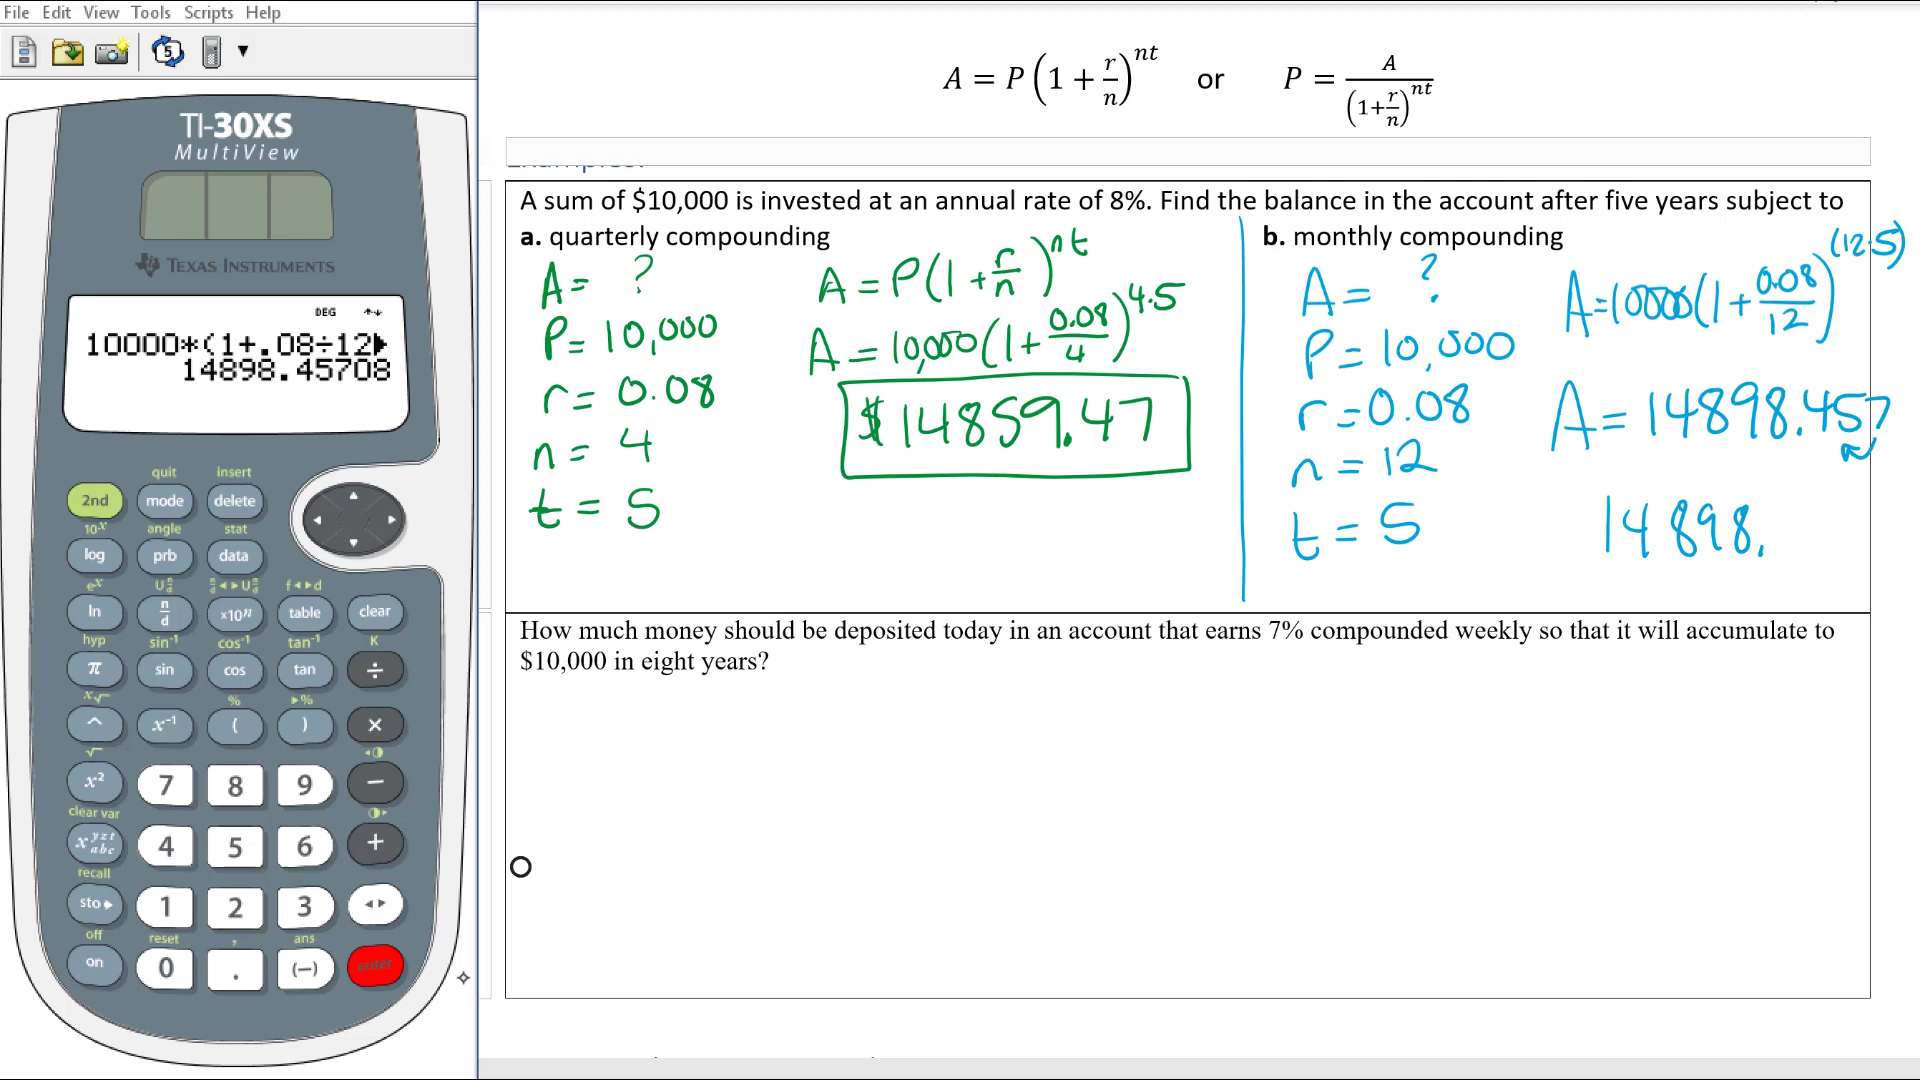 File Edit View Tools Scripts Help
TI-30XS
MultiView
TEXAS INSTRUMENTS
DEG
10000*(1+.08÷12
14898.45708
quit insert
2nd mode delete
10^x angle stat
log prb data
e^x U n/d n/d ◄► U n/d f◄►d
ln n/d ×10^n table clear
hyp sin⁻¹ cos⁻¹ tan⁻¹ K
π sin cos tan ÷
x√ % ►%
^ x⁻¹ ( ) ×
√
x² 7 8 9 −
clear var
x yzt abc 4 5 6 +
recall
sto► 1 2 3 ◄►
off reset , ans
on 0 . (−) enter
A = P(1 + r/n)^nt or P = A/(1+r/n)^nt
Examples:
A sum of $10,000 is invested at an annual rate of 8%. Find the balance in the account after five years subject to
a. quarterly compounding
A = ?
P = 10,000
r = 0.08
n = 4
t = 5
A = P(1 + r/n)^nt
A = 10,000(1 + 0.08/4)^4·5
$14859.47
b. monthly compounding
A = ?
P = 10,000
r = 0.08
n = 12
t = 5
A = 10000(1 + 0.08/12)^(12·5)
A = 14898.457
14898.
How much money should be deposited today in an account that earns 7% compounded weekly so that it will accumulate to
$10,000 in eight years?